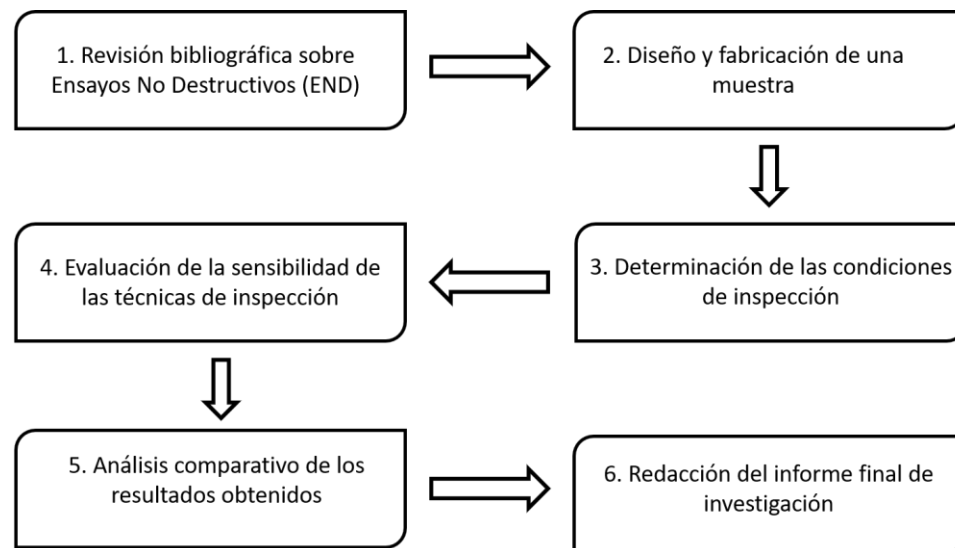 1. Revisión bibliográfica sobre
Ensayos No Destructivos (END)
2. Diseño y fabricación de una
muestra
3. Determinación de las condiciones
de inspección
4. Evaluación de la sensibilidad de
las técnicas de inspección
5. Análisis comparativo de los
resultados obtenidos
6. Redacción del informe final de
investigación